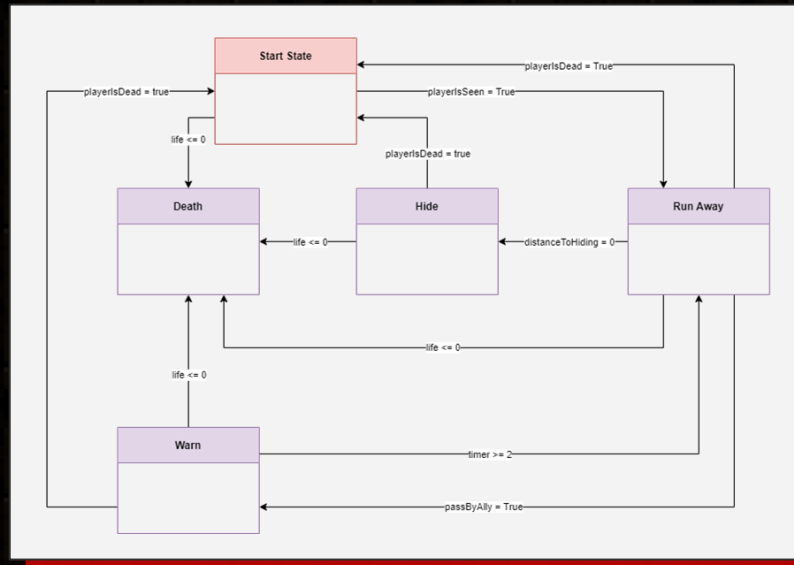 Start State
playerIsDead = True
playerIsDead = true
playerIsSeen = True
life <= 0
playerIsDead = true
Death
Hide
Run Away
life <= 0
distanceToHiding = 0
life <= 0
life <= 0
Warn
timer >= 2
passByAlly = True